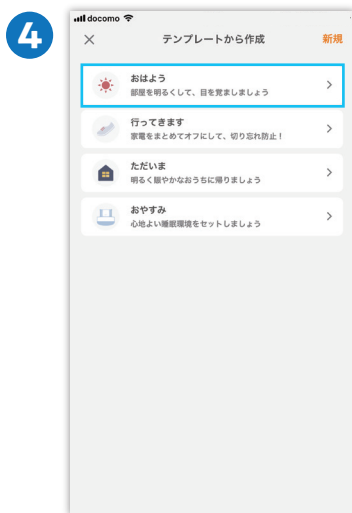 4
docomo
× テンプレートから作成 新規
おはよう
部屋を明るくして、目を覚ましましょう
行ってきます
家電をまとめてオフにして、切り忘れ防止！
ただいま
明るく賑やかなおうちに帰りましょう
おやすみ
心地よい睡眠環境をセットしましょう